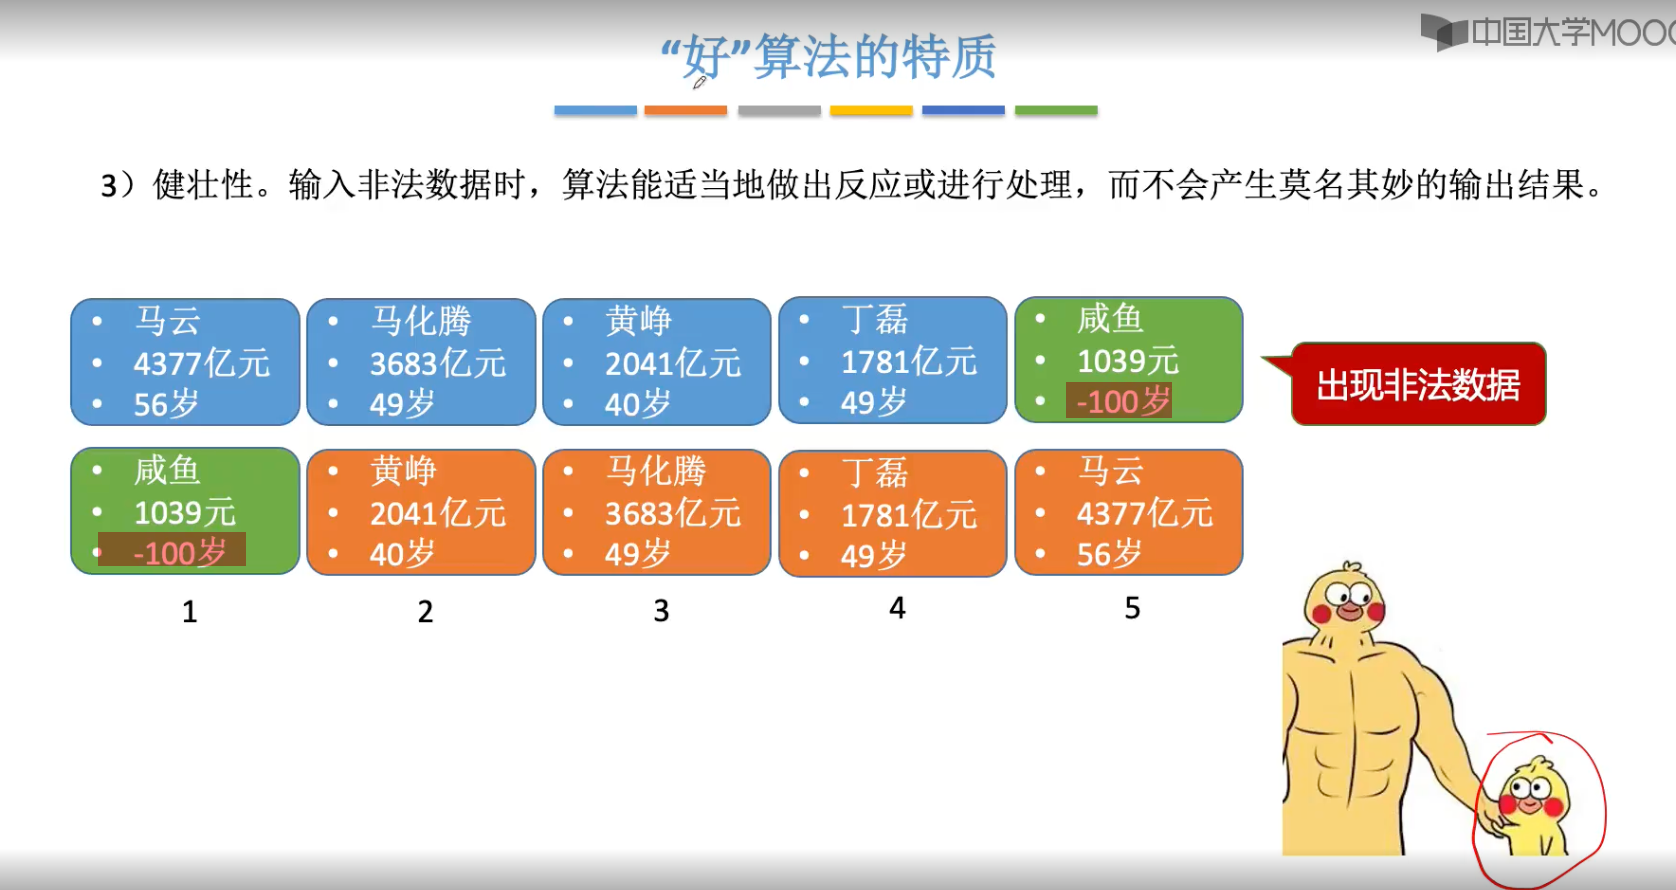 中国大学MOOC
“好”算法的特质
3）健壮性。输入非法数据时，算法能适当地做出反应或进行处理，而不会产生莫名其妙的输出结果。
• 马云
• 4377亿元
• 56岁
• 马化腾
• 3683亿元
• 49岁
• 黄峥
• 2041亿元
• 40岁
• 丁磊
• 1781亿元
• 49岁
• 咸鱼
• 1039元
• -100岁
出现非法数据
• 咸鱼
• 1039元
• -100岁
• 黄峥
• 2041亿元
• 40岁
• 马化腾
• 3683亿元
• 49岁
• 丁磊
• 1781亿元
• 49岁
• 马云
• 4377亿元
• 56岁
1 2 3 4 5